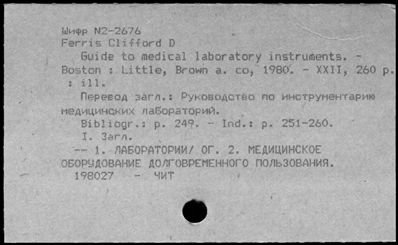 Шифр N2-2676
Ferris Clifford D
Guide to medical laboratory instruments. -
Boston : Little, Brown a. co, 1980. - XXII, 260 p.
: ill.
Перевод загл.: Руководство по инструментарию
медицинских лабораторий.
Bibliogr.: p. 249. - Ind.: p. 251-260.
I. Загл.
-- 1. ЛАБОРАТОРИИ/ ОГ. 2. МЕДИЦИНСКОЕ
ОБОРУДОВАНИЕ ДОЛГОВРЕМЕННОГО ПОЛЬЗОВАНИЯ.
198027 - ЧИТ